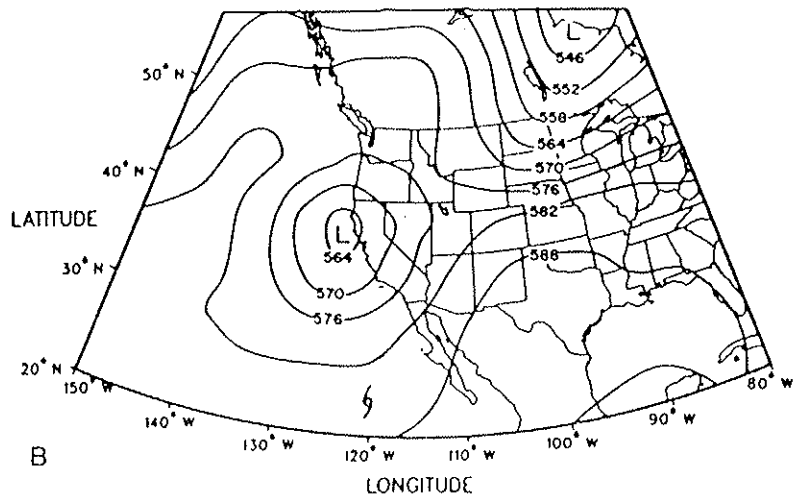 L
546
50° N
552
558
564
570
40° N
576
582
LATITUDE
L
564
588
30° N
570
576
20° N
150° W
80° W
140° W
90° W
130° W
100° W
120° W
110° W
B
LONGITUDE